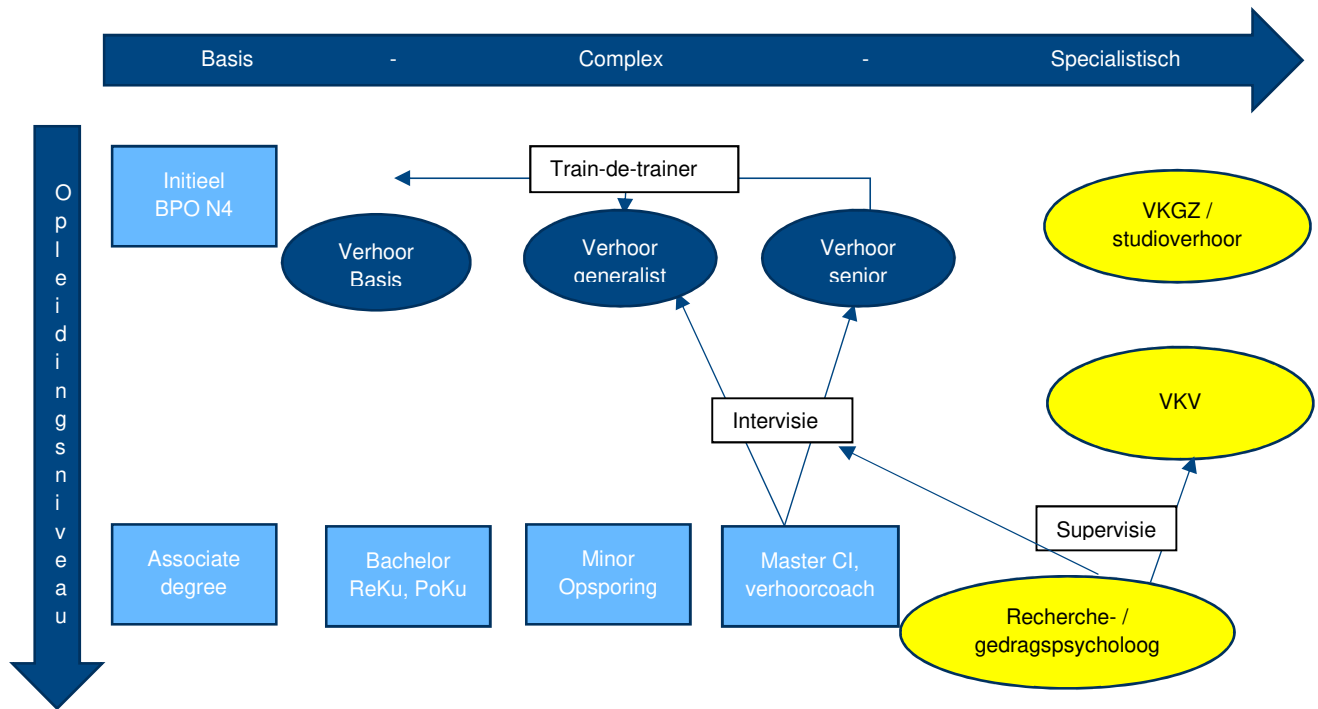 Basis - Complex - Specialistisch
Opleidingsniveau
Initieel
BPO N4
Train-de-trainer
Verhoor
Basis
Verhoor
generalist
Verhoor
senior
VKGZ /
studioverhoor
Intervisie
VKV
Supervisie
Associate
degree
Bachelor
ReKu, PoKu
Minor
Opsporing
Master CI,
verhoorcoach
Recherche- /
gedragspsycholoog